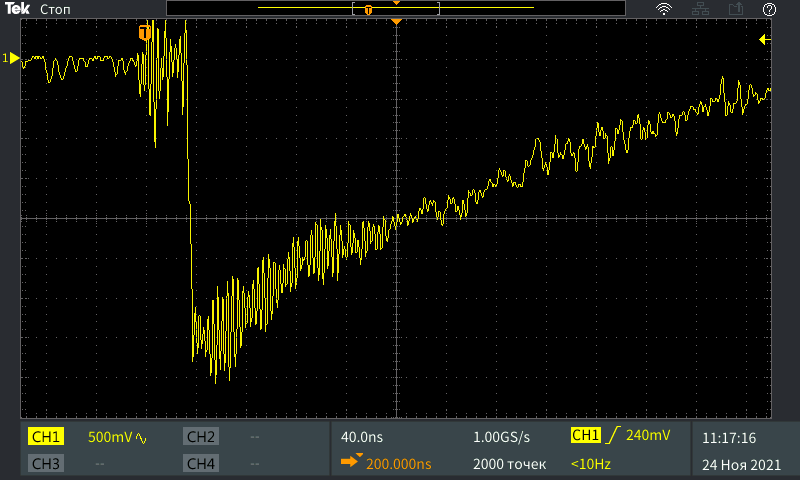 Tek Стоп
T
?
T
1
CH1 500mV CH2 -- 40.0ns 1.00GS/s CH1 240mV 11:17:16
CH3 -- CH4 -- 200.000ns 2000 точек <10Hz 24 Ноя 2021